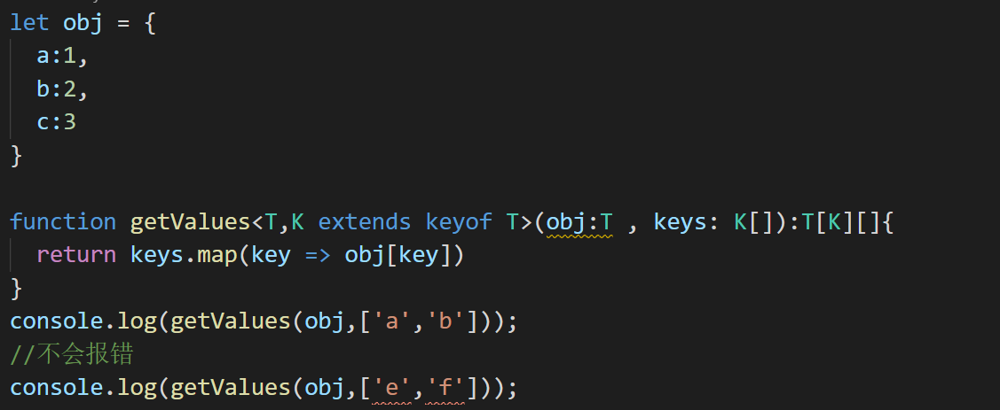 let obj = {
  a:1,
  b:2,
  c:3
}
function getValues<T,K extends keyof T>(obj:T , keys: K[]):T[K][]{
  return keys.map(key => obj[key])
}
console.log(getValues(obj,['a','b']));
//不会报错
console.log(getValues(obj,['e','f']));